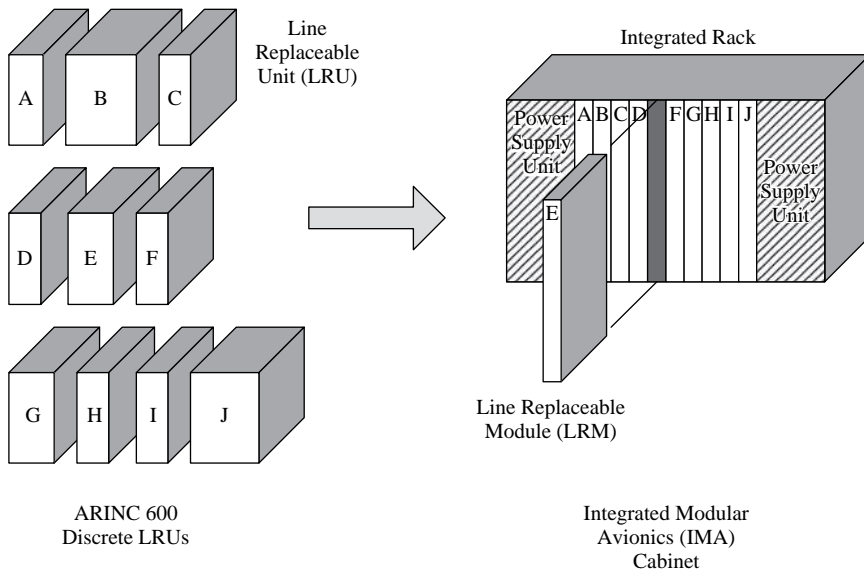 Line
Replaceable
Unit (LRU)
A
B
C
D
E
F
G
H
I
J
ARINC 600
Discrete LRUs
Integrated Rack
Power
Supply
Unit
A B C D F G H I J
Power
Supply
Unit
E
Line Replaceable
Module (LRM)
Integrated Modular
Avionics (IMA)
Cabinet